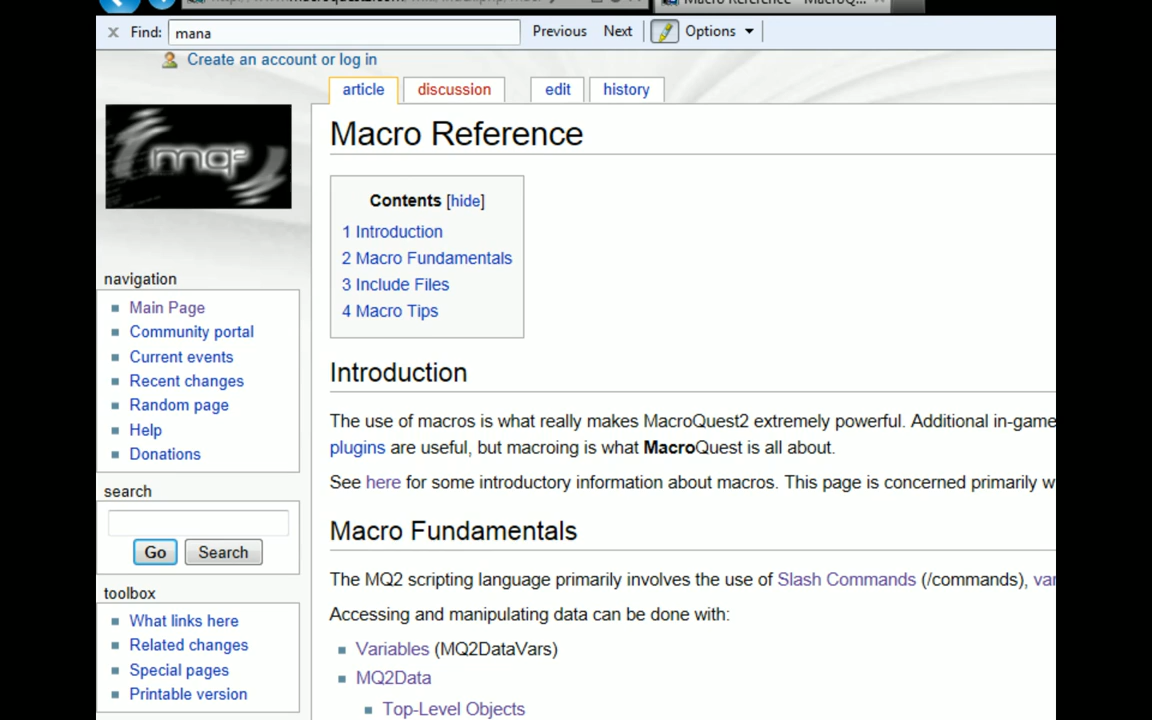 Macro Reference - MacroQ...
Find: mana
Previous Next Options
Create an account or log in
article discussion edit history
mq2
Macro Reference
Contents [hide]
1 Introduction
2 Macro Fundamentals
3 Include Files
4 Macro Tips
navigation
Main Page
Community portal
Current events
Recent changes
Random page
Help
Donations
search
Go Search
toolbox
What links here
Related changes
Special pages
Printable version
Introduction
The use of macros is what really makes MacroQuest2 extremely powerful. Additional in-game
plugins are useful, but macroing is what MacroQuest is all about.
See here for some introductory information about macros. This page is concerned primarily w
Macro Fundamentals
The MQ2 scripting language primarily involves the use of Slash Commands (/commands), var
Accessing and manipulating data can be done with:
Variables (MQ2DataVars)
MQ2Data
Top-Level Objects